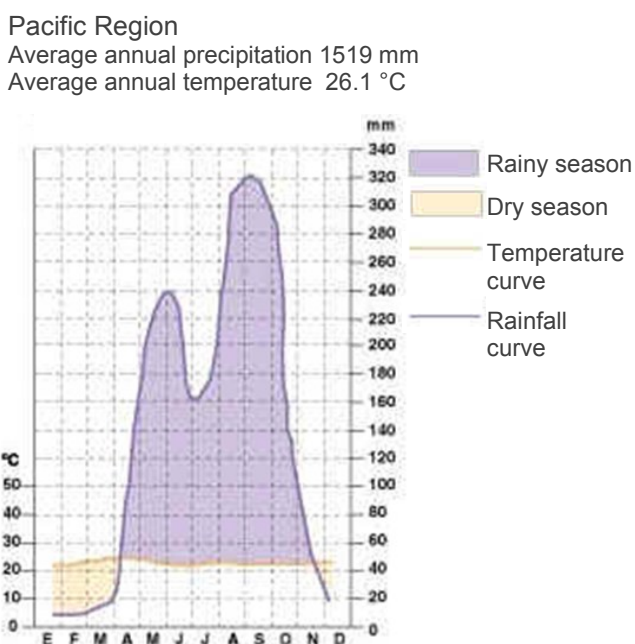 Pacific Region
Average annual precipitation 1519 mm
Average annual temperature 26.1 °C
mm
340
320
300
280
260
240
220
200
180
160
140
120
100
80
60
40
20
0
°C
50
40
30
20
10
0
E F M A M J J A S O N D
Rainy season
Dry season
Temperature
curve
Rainfall
curve